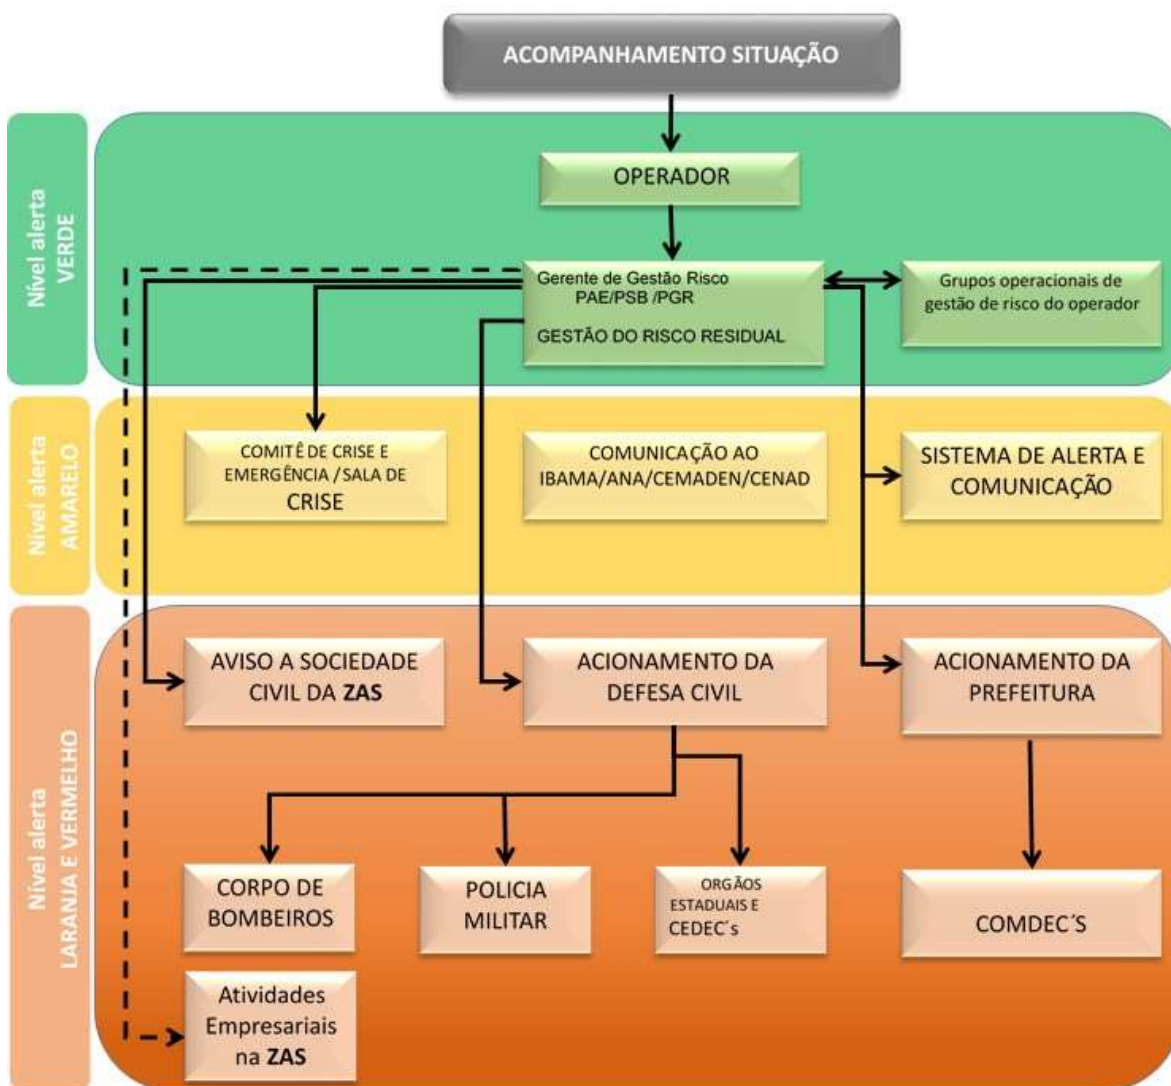 ACOMPANHAMENTO SITUAÇÃO
Nível alerta
VERDE
OPERADOR
Gerente de Gestão Risco
PAE/PSB /PGR
GESTÃO DO RISCO RESIDUAL
Grupos operacionais de
gestão de risco do operador
Nível alerta
AMARELO
COMITÊ DE CRISE E
EMERGÊNCIA / SALA DE
CRISE
COMUNICAÇÃO AO
IBAMA/ANA/CEMADEN/CENAD
SISTEMA DE ALERTA E
COMUNICAÇÃO
Nível alerta
LARANJA E VERMELHO
AVISO A SOCIEDADE
CIVIL DA ZAS
ACIONAMENTO DA
DEFESA CIVIL
ACIONAMENTO DA
PREFEITURA
CORPO DE
BOMBEIROS
POLICIA
MILITAR
ORGÃOS
ESTADUAIS E
CEDEC´s
COMDEC´S
Atividades
Empresariais
na ZAS